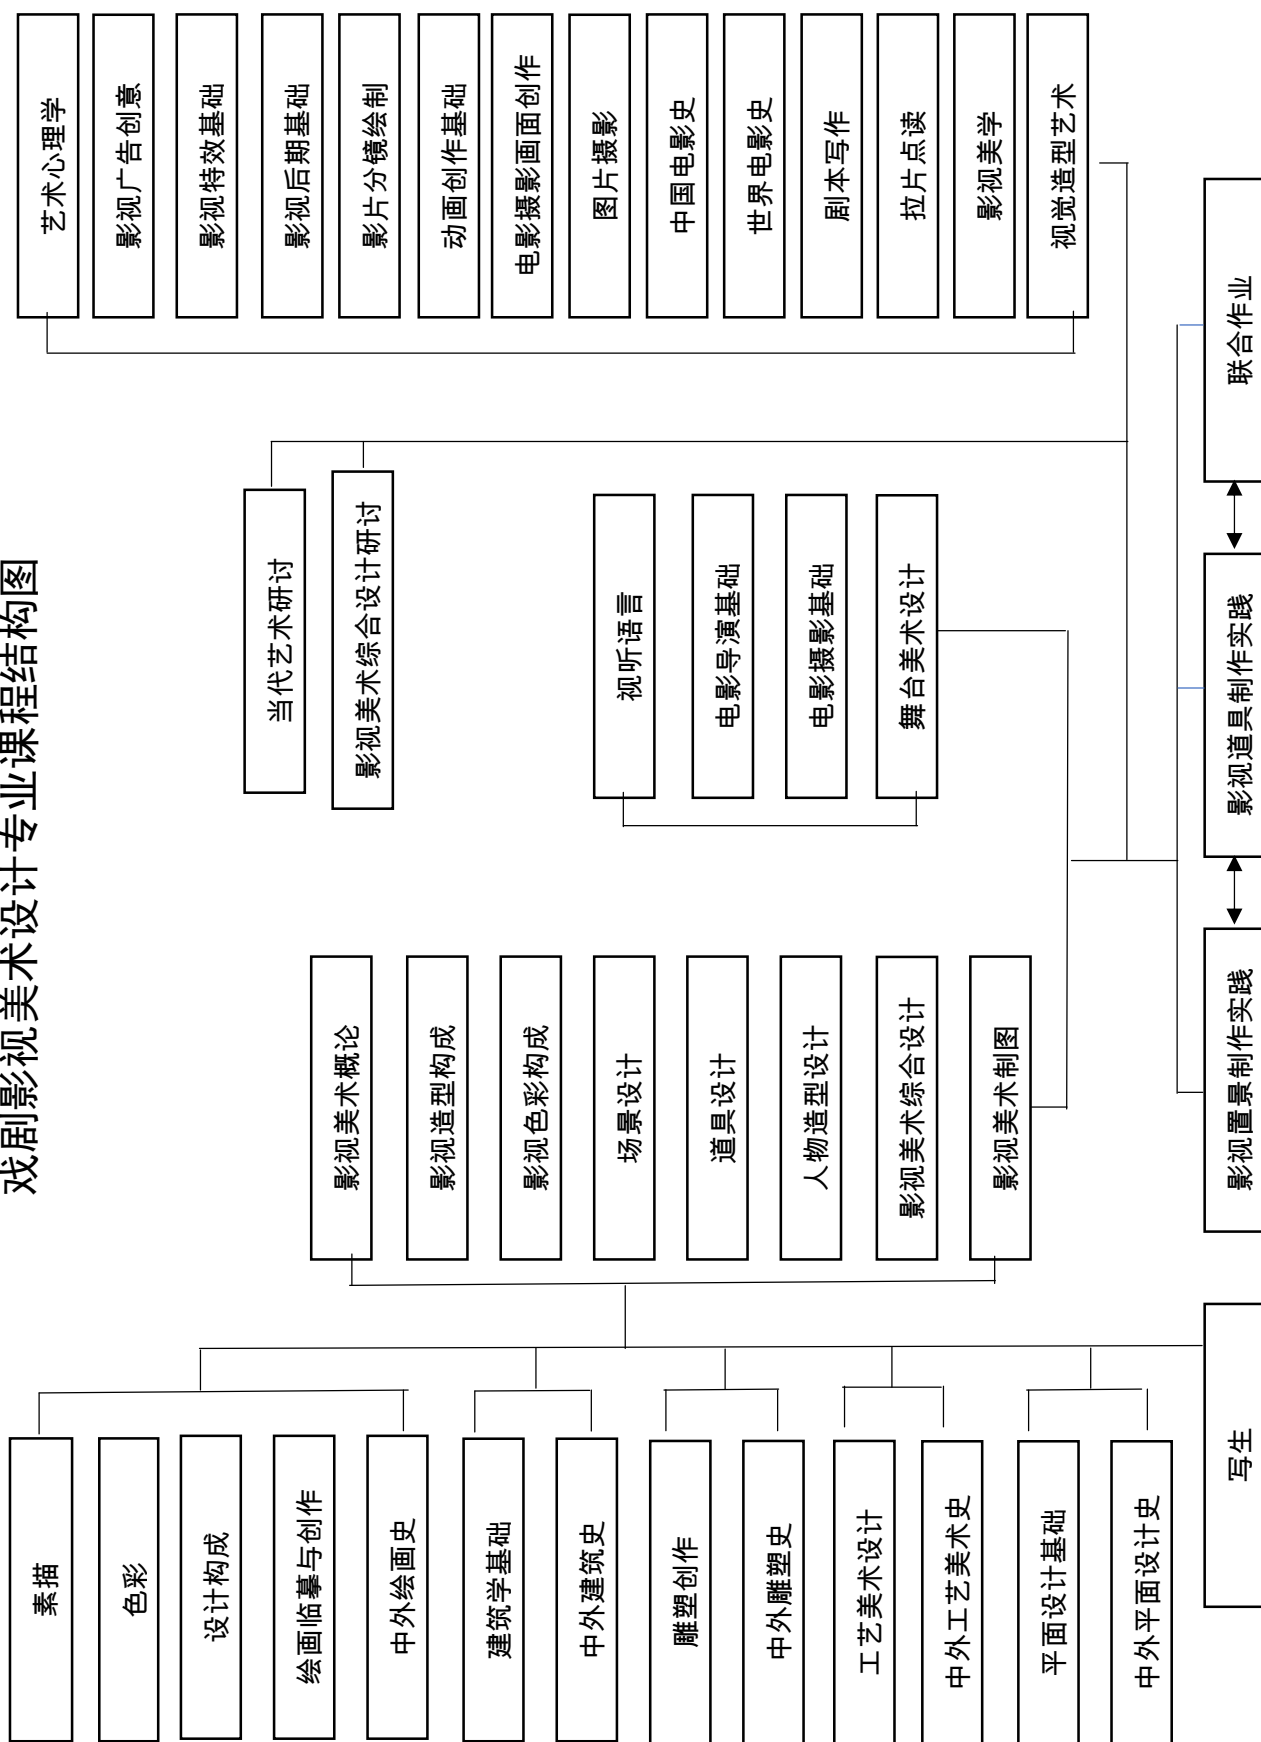 戏剧影视美术设计专业课程结构图
素描
色彩
设计构成
绘画临摹与创作
中外绘画史
建筑学基础
中外建筑史
雕塑创作
中外雕塑史
工艺美术设计
中外工艺美术史
平面设计基础
中外平面设计史
写生
影视美术概论
影视造型构成
影视色彩构成
场景设计
道具设计
人物造型设计
影视美术综合设计
影视美术制图
影视置景制作实践
视听语言
电影导演基础
电影摄影基础
舞台美术设计
影视道具制作实践
当代艺术研讨
影视美术综合设计研讨
联合作业
艺术心理学
影视广告创意
影视特效基础
影视后期基础
影片分镜绘制
动画创作基础
电影摄影画面创作
图片摄影
中国电影史
世界电影史
剧本写作
拉片点读
影视美学
视觉造型艺术